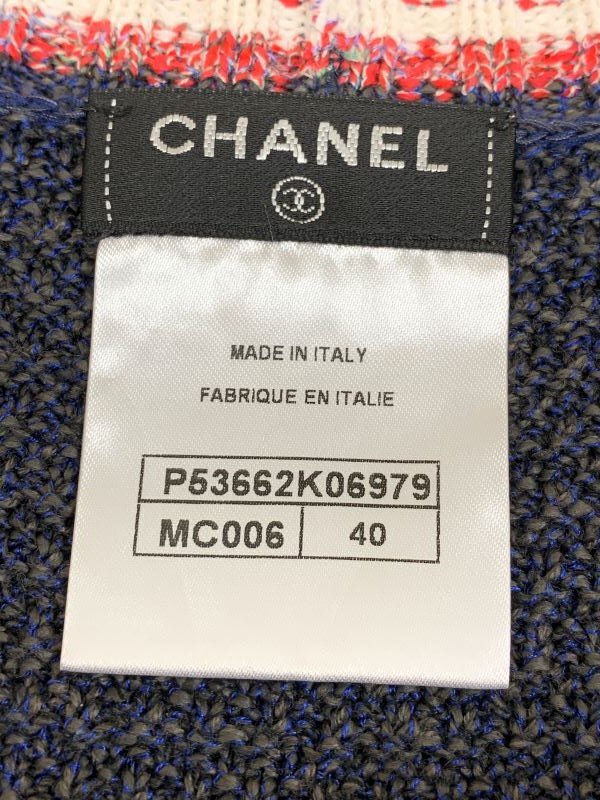 CHANEL
MADE IN ITALY
FABRIQUE EN ITALIE
P53662K06979
MC006 40